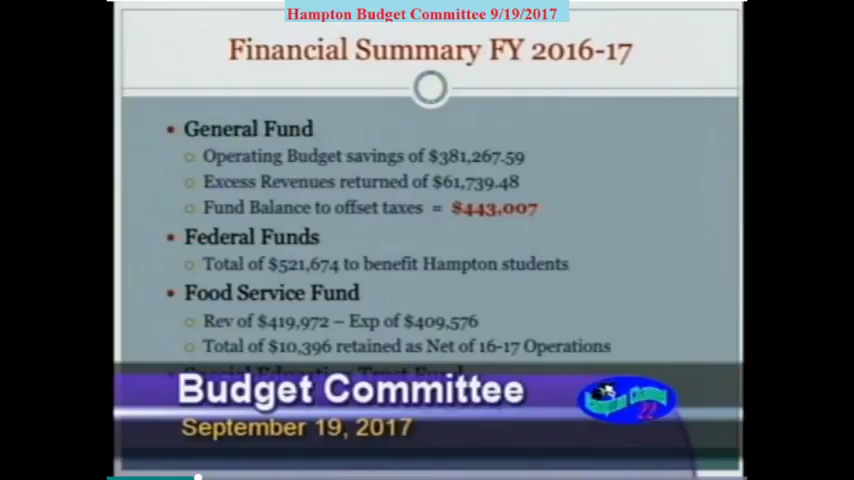 Hampton Budget Committee 9/19/2017
Financial Summary FY 2016-17
• General Fund
○ Operating Budget savings of $381,267.59
○ Excess Revenues returned of $61,739.48
○ Fund Balance to offset taxes = $443,007
• Federal Funds
○ Total of $521,674 to benefit Hampton students
• Food Service Fund
○ Rev of $419,972 – Exp of $409,576
○ Total of $10,396 retained as Net of 16-17 Operations
Budget Committee
Hampton Channel 22
September 19, 2017